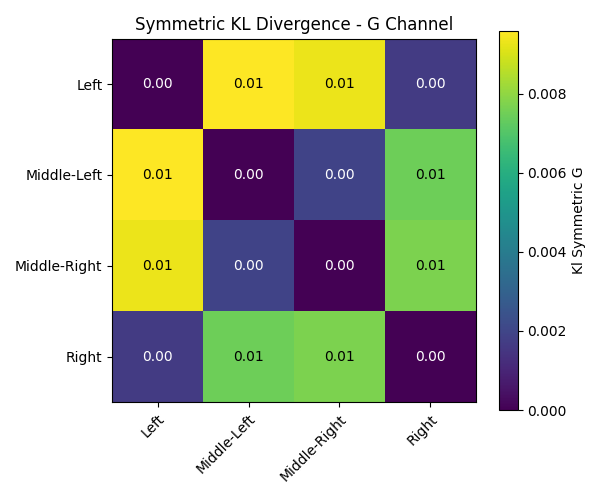 Symmetric KL Divergence - G Channel
Left 0.00 0.01 0.01 0.00
Middle-Left 0.01 0.00 0.00 0.01
Middle-Right 0.01 0.00 0.00 0.01
Right 0.00 0.01 0.01 0.00
Left Middle-Left Middle-Right Right
0.008
0.006
0.004
0.002
0.000
Kl Symmetric G